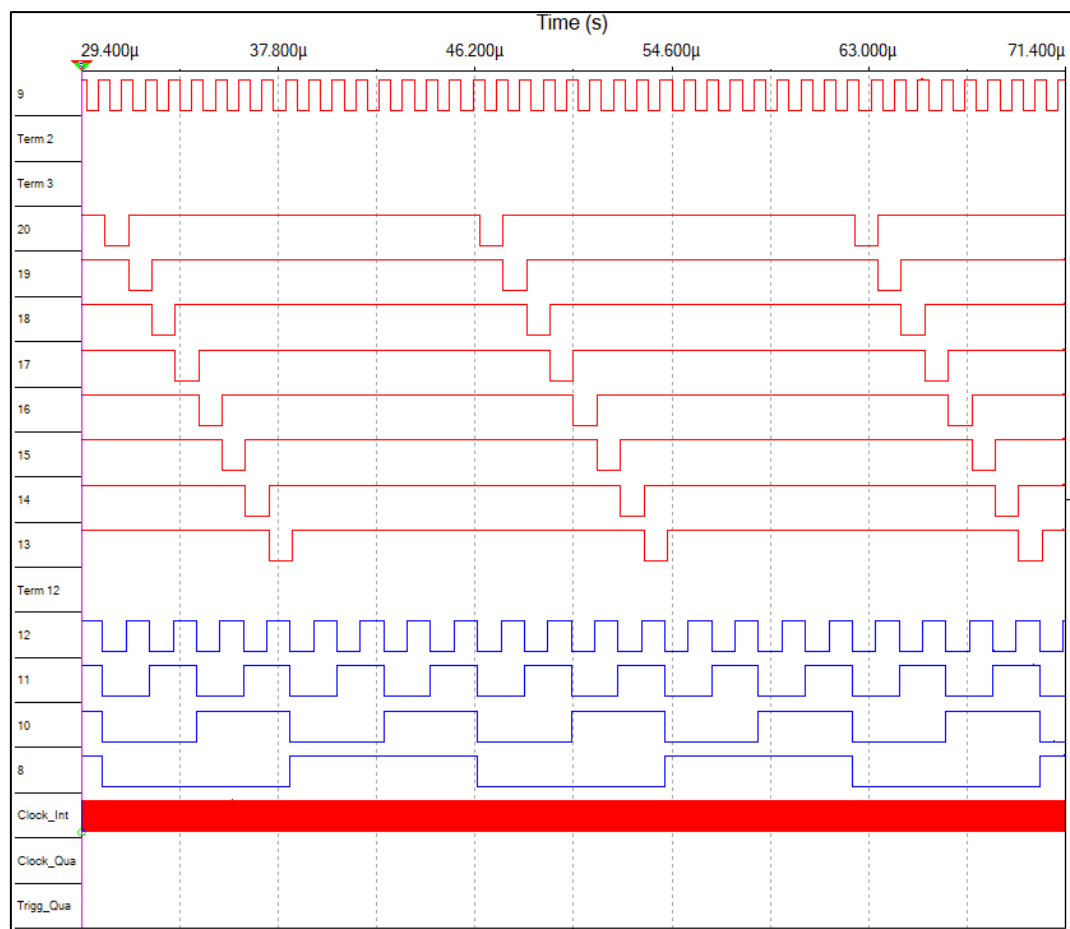 Time (s)
29.400µ 37.800µ 46.200µ 54.600µ 63.000µ 71.400µ
9
Term 2
Term 3
20
19
18
17
16
15
14
13
Term 12
12
11
10
8
Clock_Int
Clock_Qua
Trigg_Qua